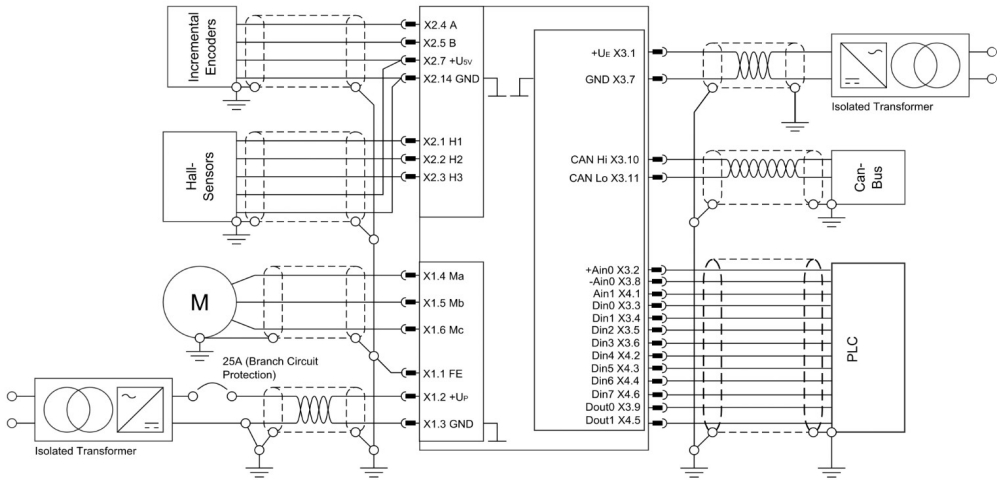 Incremental
Encoders
X2.4 A
X2.5 B
X2.7 +U5V
X2.14 GND
Hall-
Sensors
X2.1 H1
X2.2 H2
X2.3 H3
M
X1.4 Ma
X1.5 Mb
X1.6 Mc
25A (Branch Circuit
Protection)
X1.1 FE
X1.2 +UP
X1.3 GND
Isolated Transformer
+UE X3.1
GND X3.7
Isolated Transformer
CAN Hi X3.10
CAN Lo X3.11
Can-
Bus
+Ain0 X3.2
-Ain0 X3.8
Ain1 X4.1
Din0 X3.3
Din1 X3.4
Din2 X3.5
Din3 X3.6
Din4 X4.2
Din5 X4.3
Din6 X4.4
Din7 X4.6
Dout0 X3.9
Dout1 X4.5
PLC